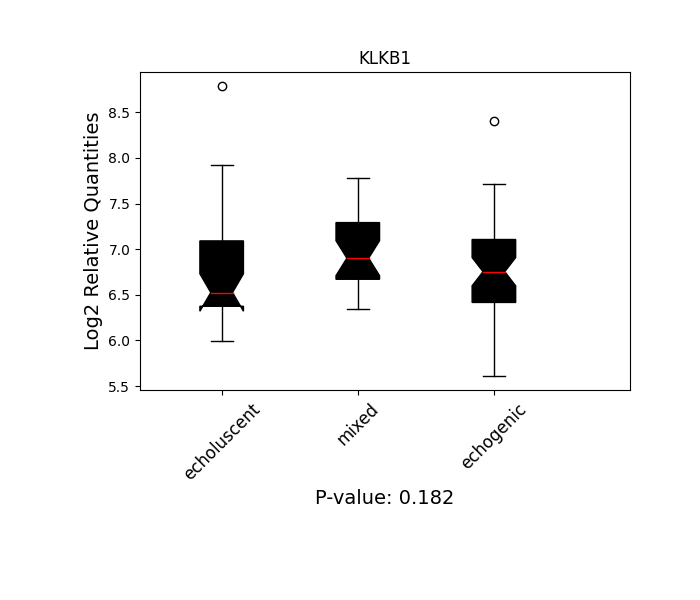 KLKB1
Log2 Relative Quantities
8.5
8.0
7.5
7.0
6.5
6.0
5.5
echoluscent
mixed
echogenic
P-value: 0.182